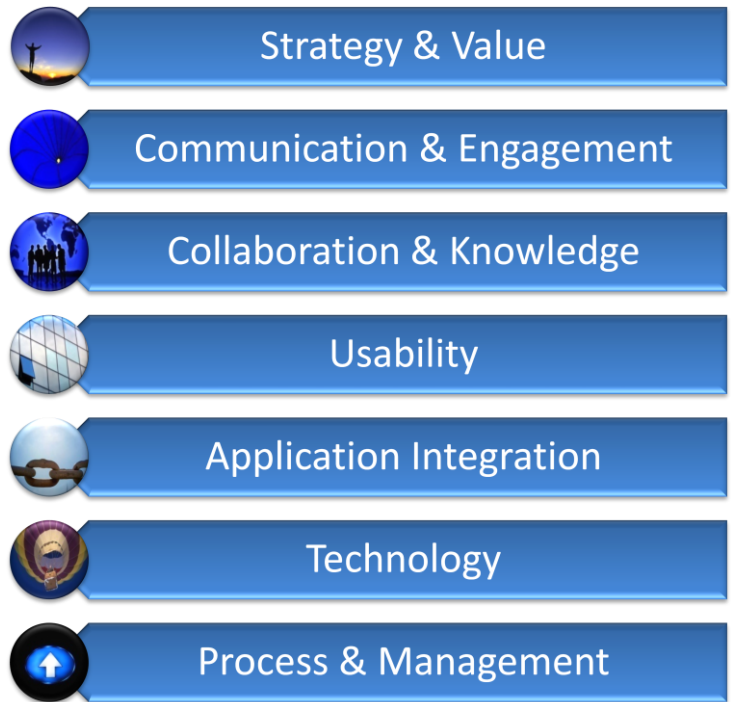 Strategy & Value
Communication & Engagement
Collaboration & Knowledge
Usability
Application Integration
Technology
Process & Management